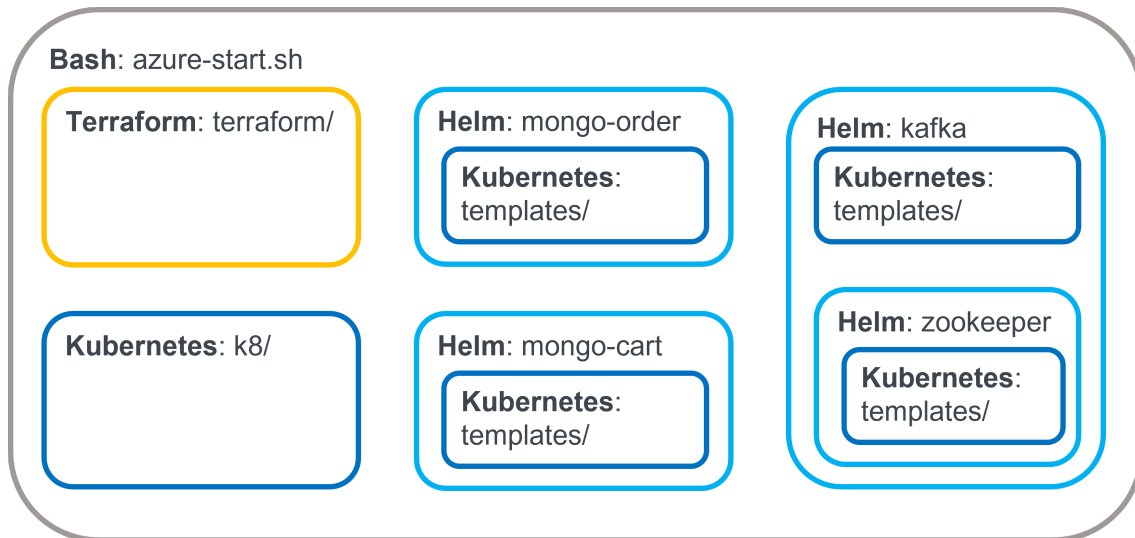 Bash: azure-start.sh
Terraform: terraform/
Helm: mongo-order
Kubernetes:
templates/
Helm: kafka
Kubernetes:
templates/
Kubernetes: k8/
Helm: mongo-cart
Kubernetes:
templates/
Helm: zookeeper
Kubernetes:
templates/